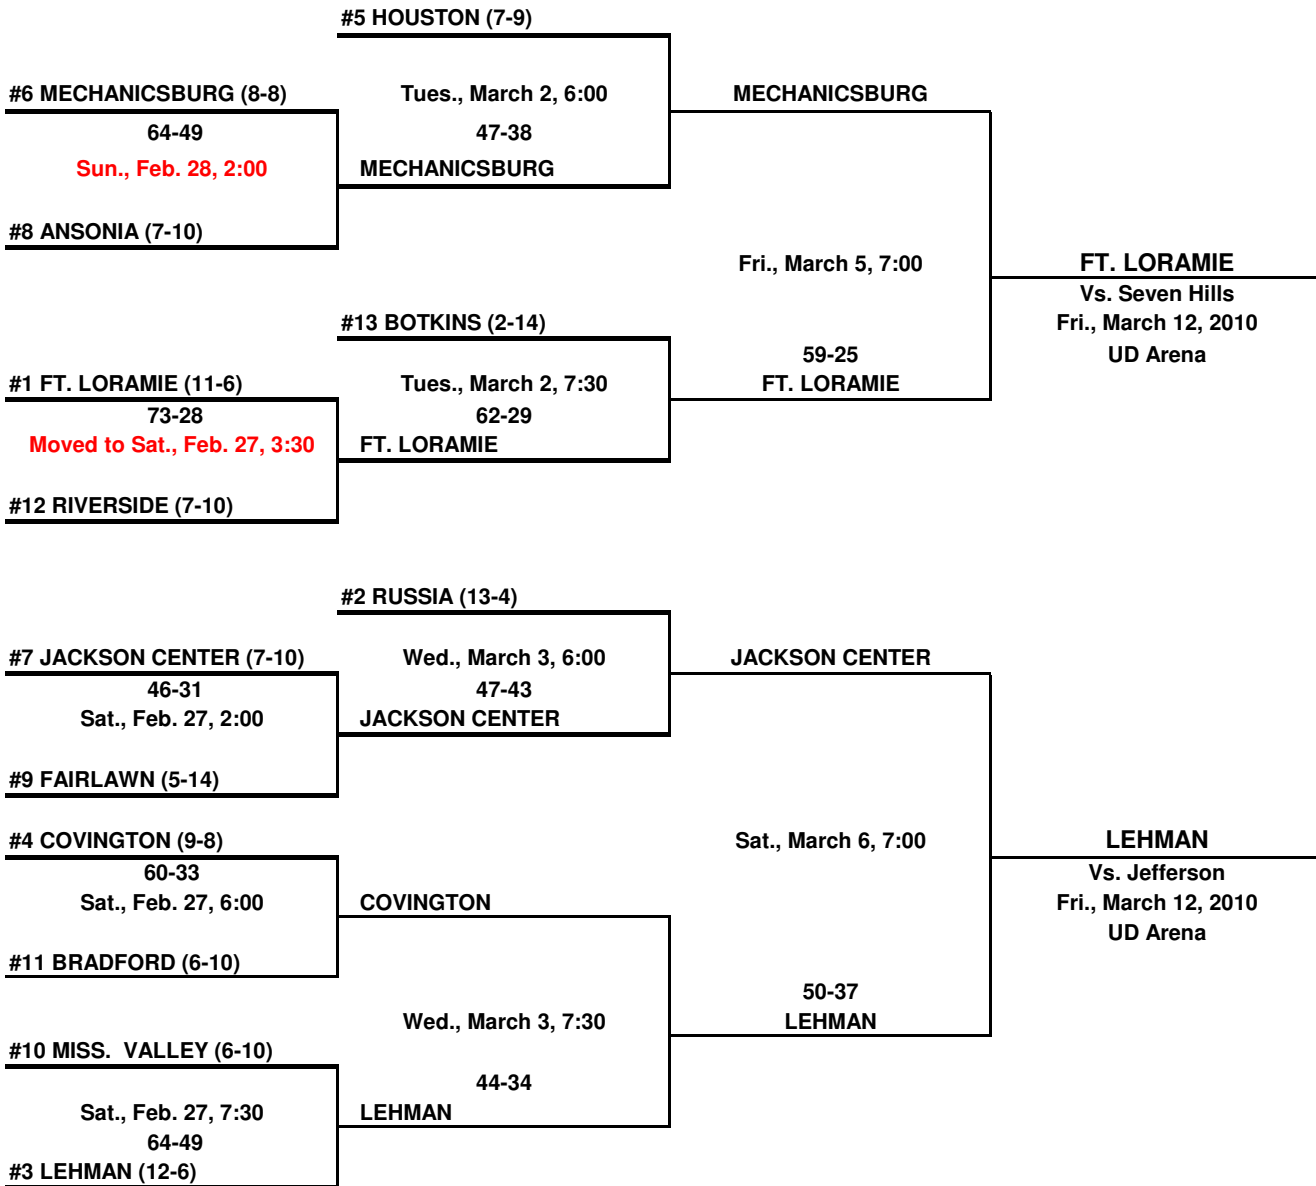 #5 HOUSTON (7-9)
#6 MECHANICSBURG (8-8)
Tues., March 2, 6:00
MECHANICSBURG
64-49
47-38
Sun., Feb. 28, 2:00
MECHANICSBURG
#8 ANSONIA (7-10)
Fri., March 5, 7:00
FT. LORAMIE
Vs. Seven Hills
Fri., March 12, 2010
UD Arena
#13 BOTKINS (2-14)
59-25
#1 FT. LORAMIE (11-6)
Tues., March 2, 7:30
FT. LORAMIE
73-28
62-29
Moved to Sat., Feb. 27, 3:30
FT. LORAMIE
#12 RIVERSIDE (7-10)
#2 RUSSIA (13-4)
#7 JACKSON CENTER (7-10)
Wed., March 3, 6:00
JACKSON CENTER
46-31
47-43
Sat., Feb. 27, 2:00
JACKSON CENTER
#9 FAIRLAWN (5-14)
#4 COVINGTON (9-8)
Sat., March 6, 7:00
LEHMAN
60-33
Vs. Jefferson
Sat., Feb. 27, 6:00
COVINGTON
Fri., March 12, 2010
UD Arena
#11 BRADFORD (6-10)
50-37
Wed., March 3, 7:30
LEHMAN
#10 MISS.  VALLEY (6-10)
44-34
Sat., Feb. 27, 7:30
LEHMAN
64-49
#3 LEHMAN (12-6)